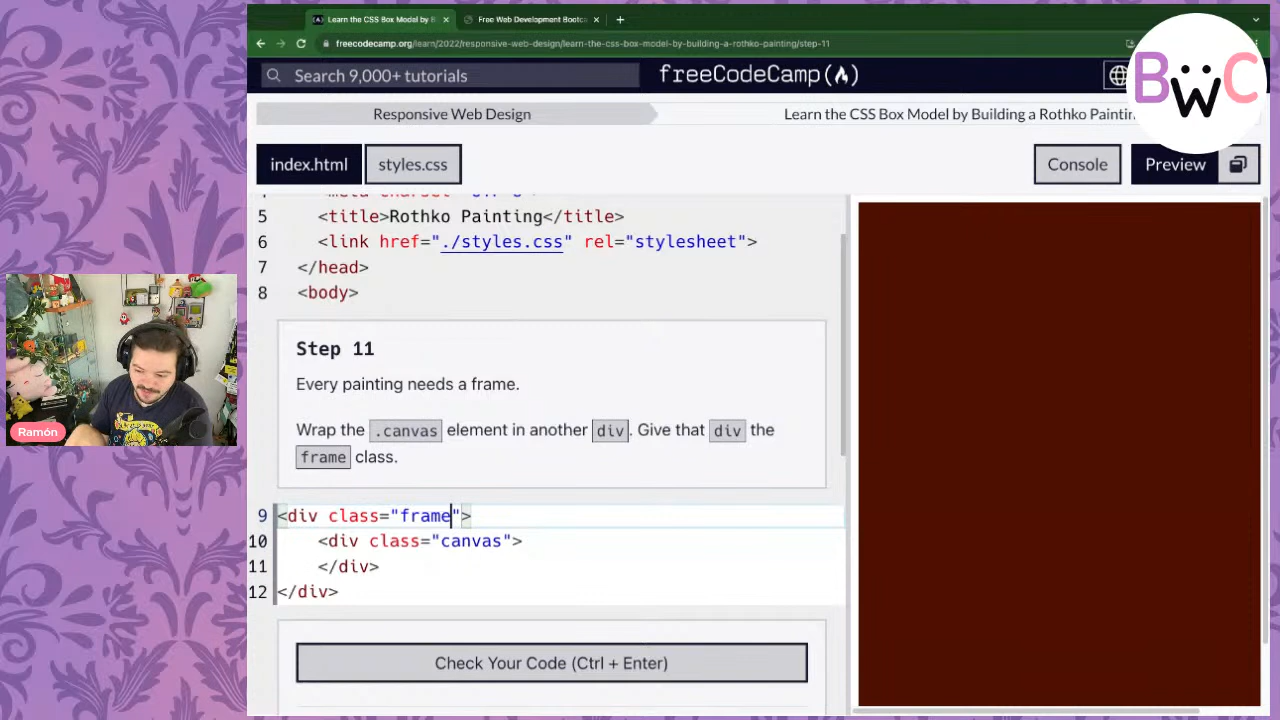 Learn the CSS Box Model by B
Free Web Development Bootc
freecodecamp.org/learn/2022/responsive-web-design/learn-the-css-box-model-by-building-a-rothko-painting/step-11
Search 9,000+ tutorials
freeCodeCamp(🔥)
BWC
Responsive Web Design
Learn the CSS Box Model by Building a Rothko Paintin
index.html
styles.css
Console
Preview
5 <title>Rothko Painting</title>
6 <link href="./styles.css" rel="stylesheet">
7 </head>
8 <body>
Step 11
Every painting needs a frame.
Wrap the .canvas element in another div. Give that div the
frame class.
9 <div class="frame">
10 <div class="canvas">
11 </div>
12 </div>
Check Your Code (Ctrl + Enter)
Ramón